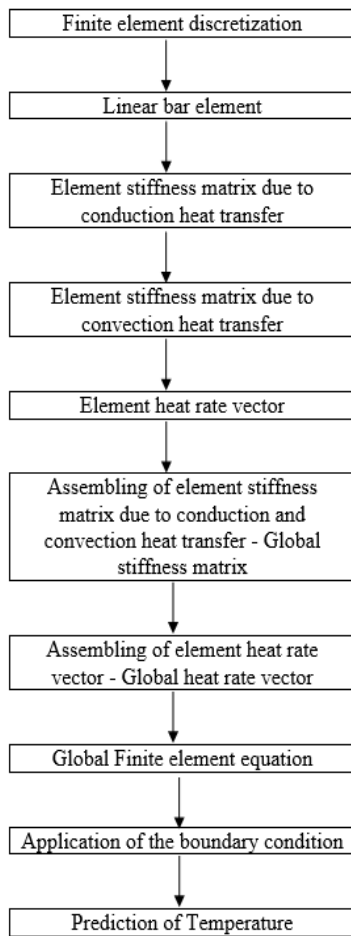 Finite element discretization
Linear bar element
Element stiffness matrix due to
conduction heat transfer
Element stiffness matrix due to
convection heat transfer
Element heat rate vector
Assembling of element stiffness
matrix due to conduction and
convection heat transfer - Global
stiffness matrix
Assembling of element heat rate
vector - Global heat rate vector
Global Finite element equation
Application of the boundary condition
Prediction of Temperature